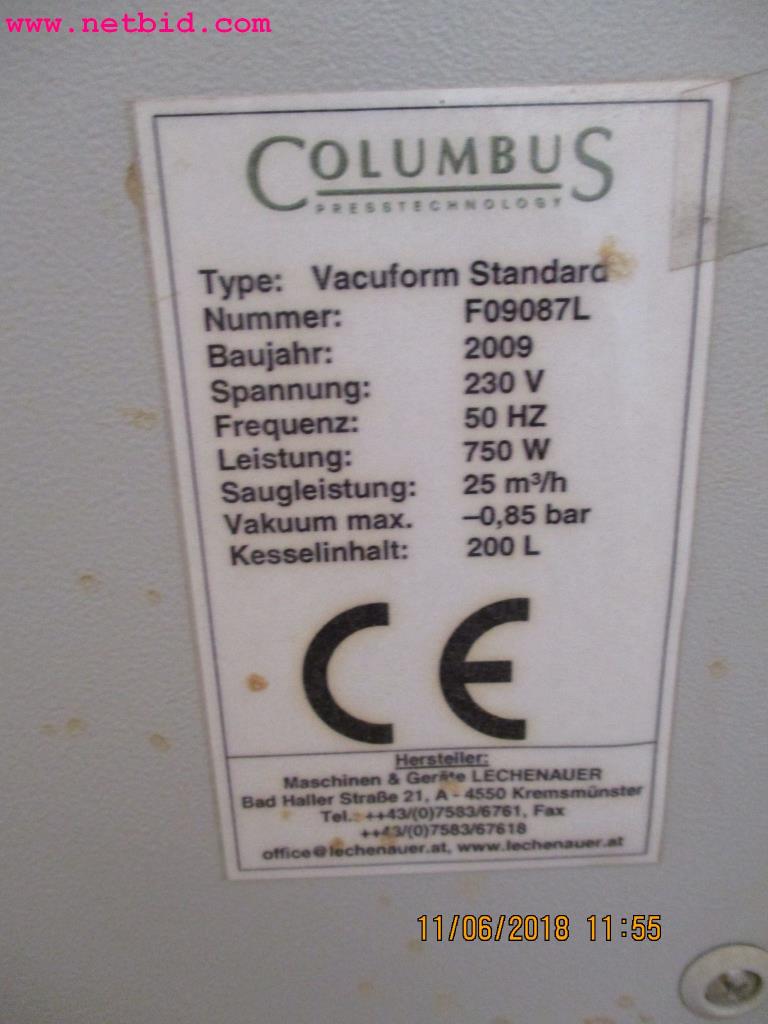 www.netbid.com
COLUMBUS
PRESSTECHNOLOGY
Type: Vacuform Standard
Nummer: F09087L
Baujahr: 2009
Spannung: 230 V
Frequenz: 50 HZ
Leistung: 750 W
Saugleistung: 25 m³/h
Vakuum max. –0,85 bar
Kesselinhalt: 200 L
CE
Hersteller:
Maschinen & Geräte LECHENAUER
Bad Haller Straße 21, A - 4550 Kremsmünster
Tel.: ++43/(0)7583/6761, Fax
++43/(0)7583/67618
office@lechenauer.at, www.lechenauer.at
11/06/2018 11:55